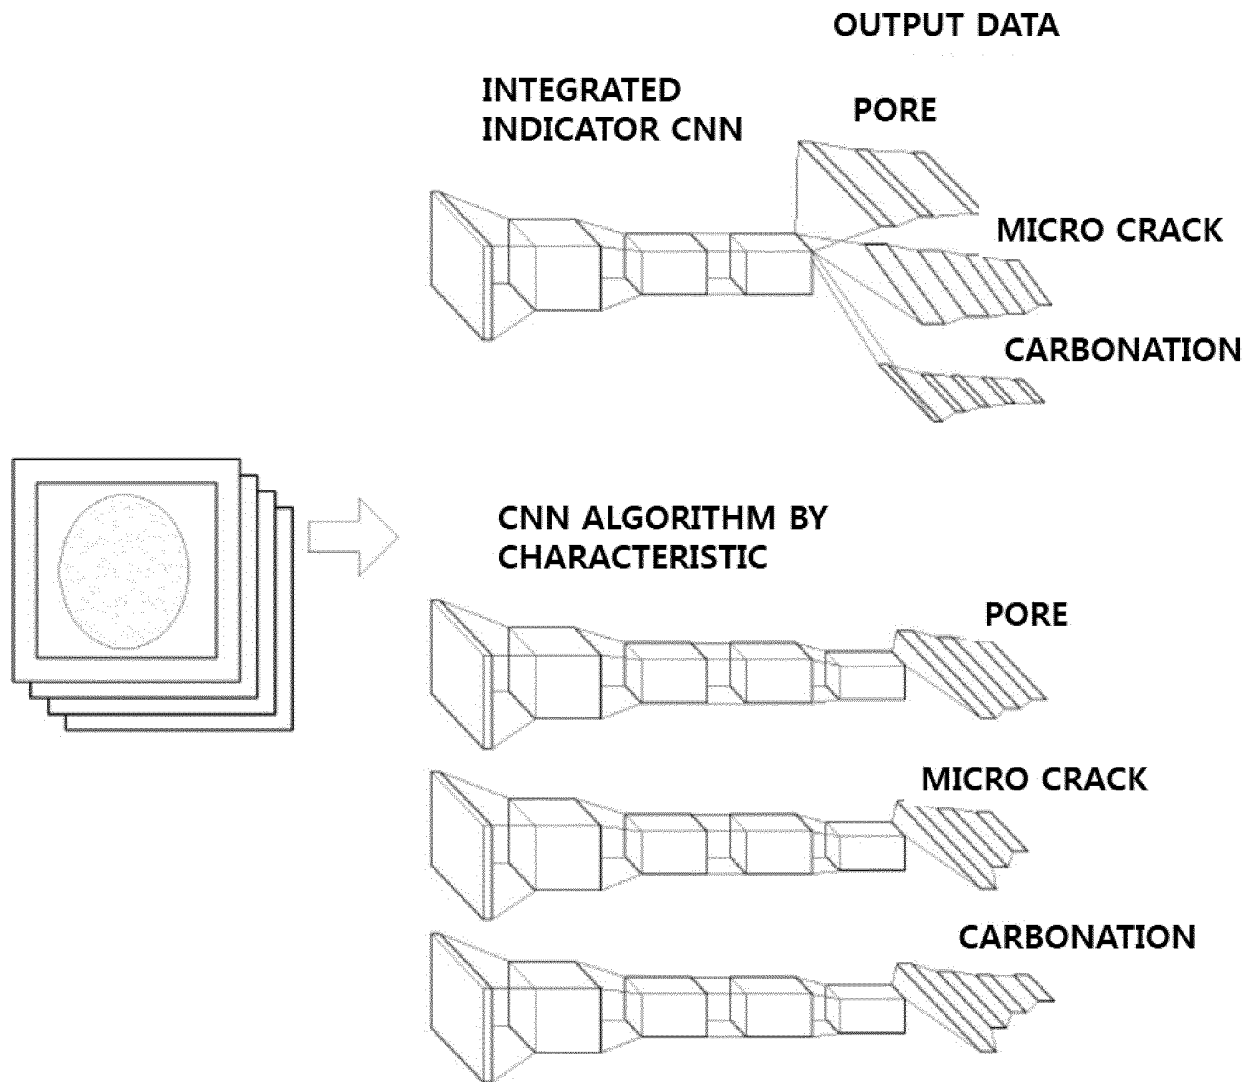 OUTPUT DATA
INTEGRATED
INDICATOR CNN
PORE
MICRO CRACK
CARBONATION
CNN ALGORITHM BY
CHARACTERISTIC
PORE
MICRO CRACK
CARBONATION